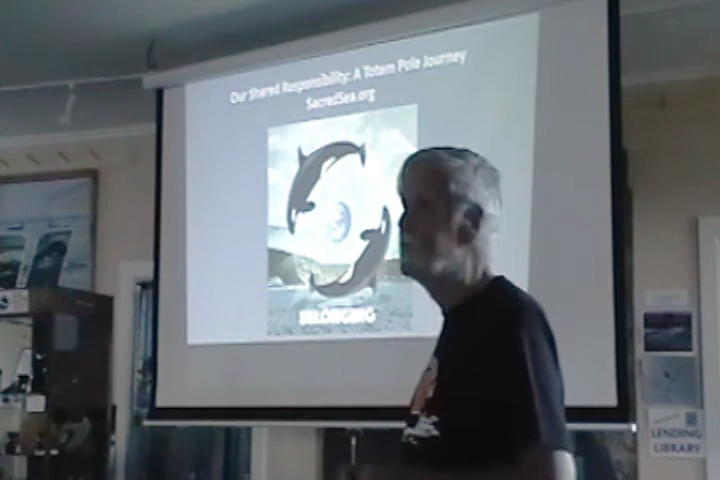 Our Shared Responsibility: A Totem Pole Journey
SacredSea.org
BELONGING
LENDING
LIBRARY